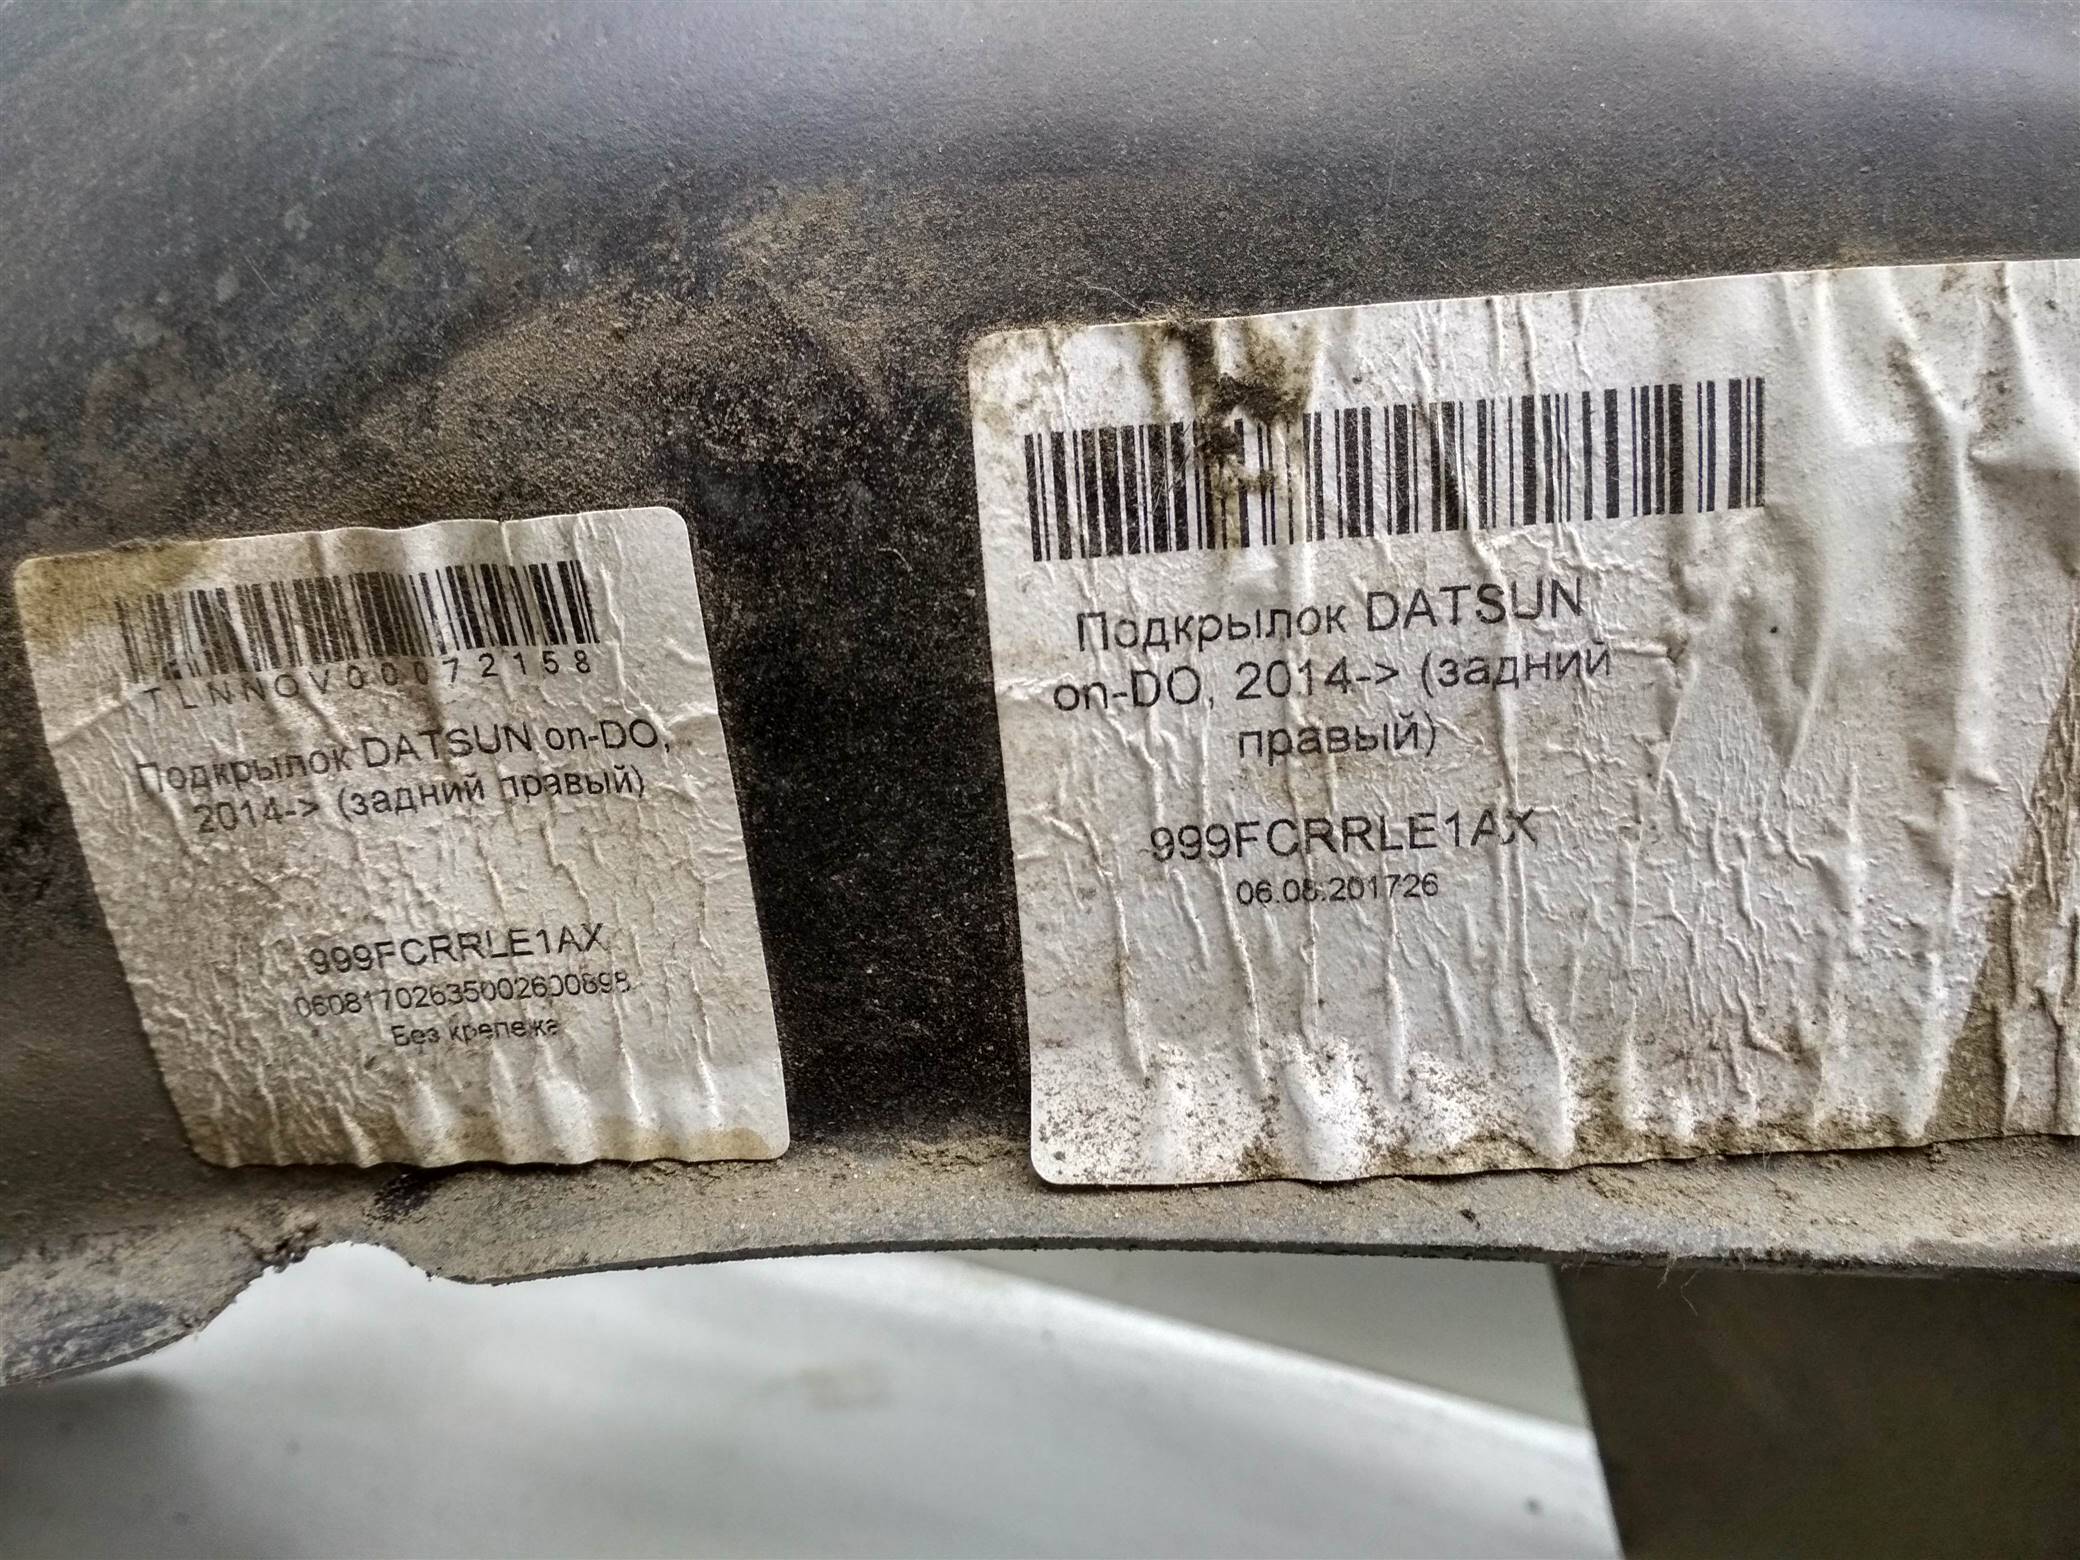 TLNNOV00072158
Подкрылок DATSUN on-DO,
2014-> (задний правый)
999FCRRLE1AX
06081702635002600698
Без крепежа
Подкрылок DATSUN
on-DO, 2014-> (задний
правый)
999FCRRLE1AX
06.08.201726